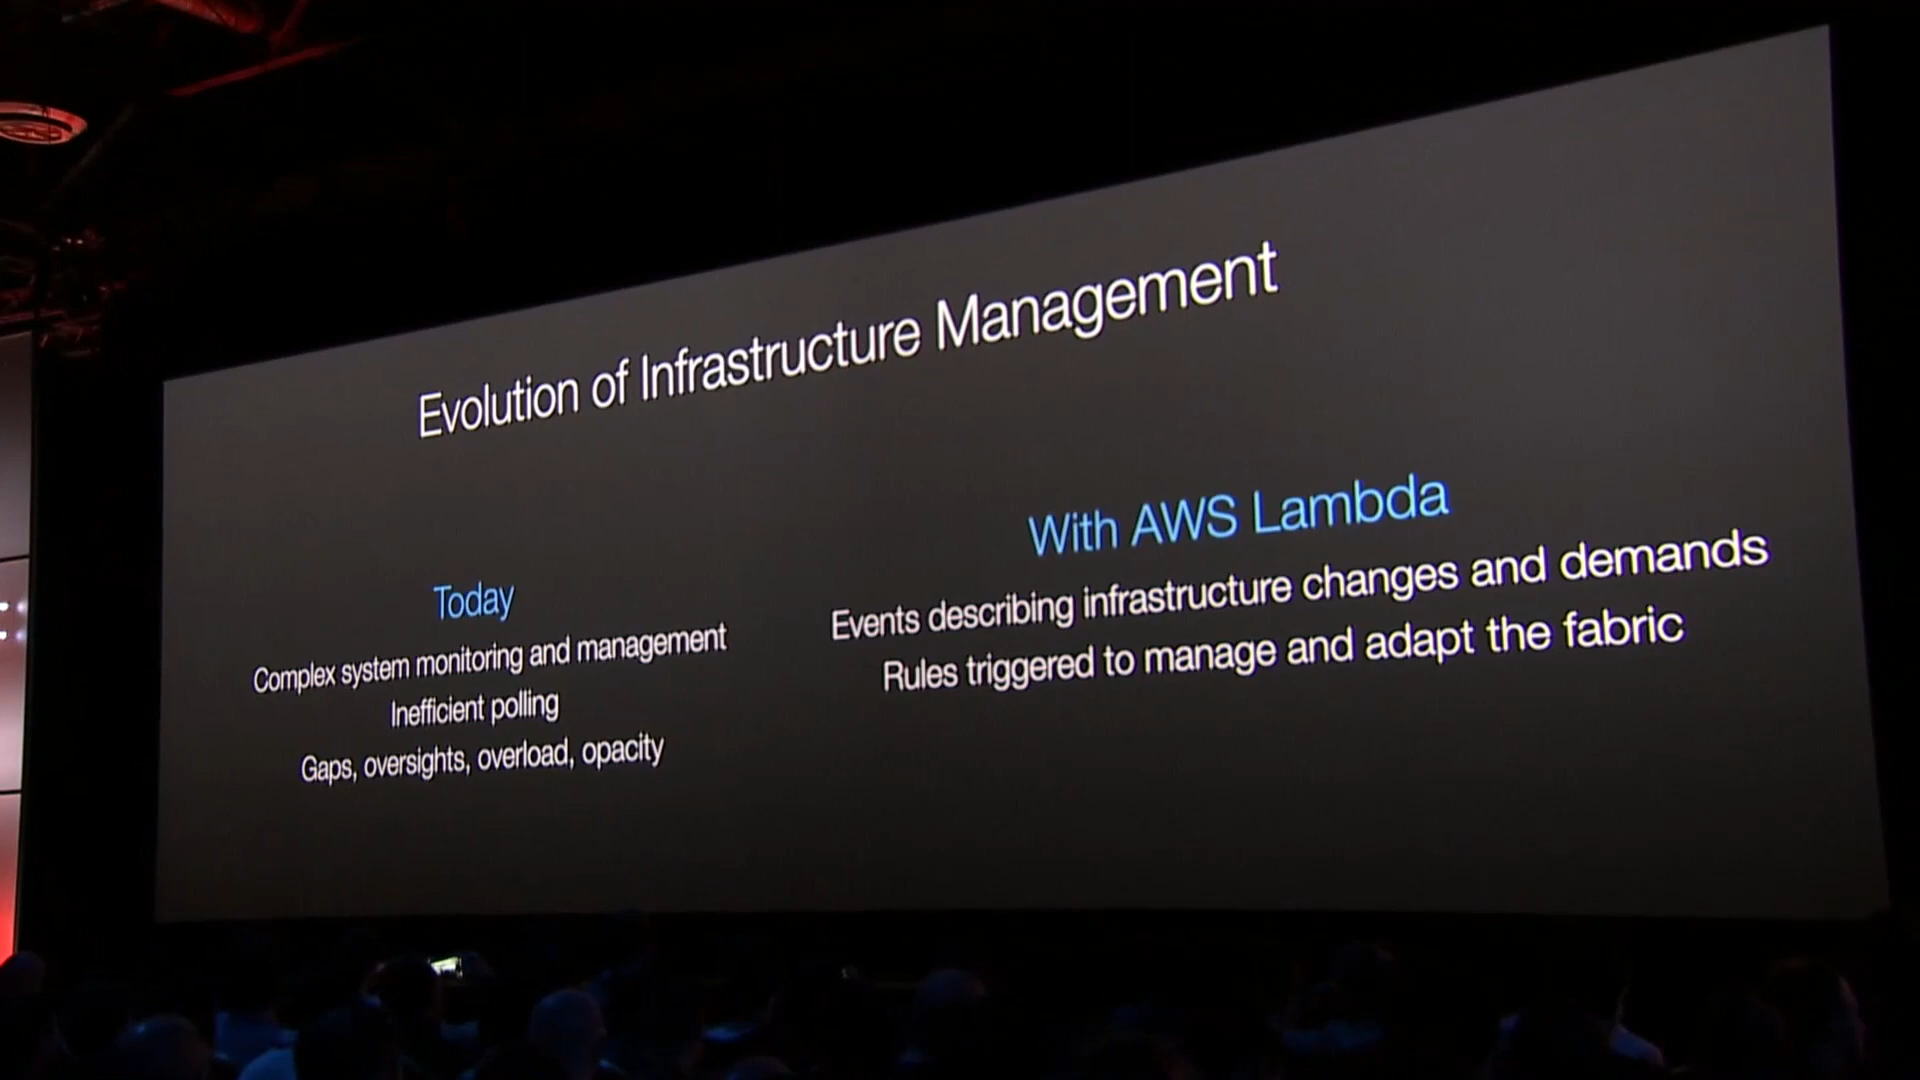 Evolution of Infrastructure Management
Today
Complex system monitoring and management
Inefficient polling
Gaps, oversights, overload, opacity
With AWS Lambda
Events describing infrastructure changes and demands
Rules triggered to manage and adapt the fabric